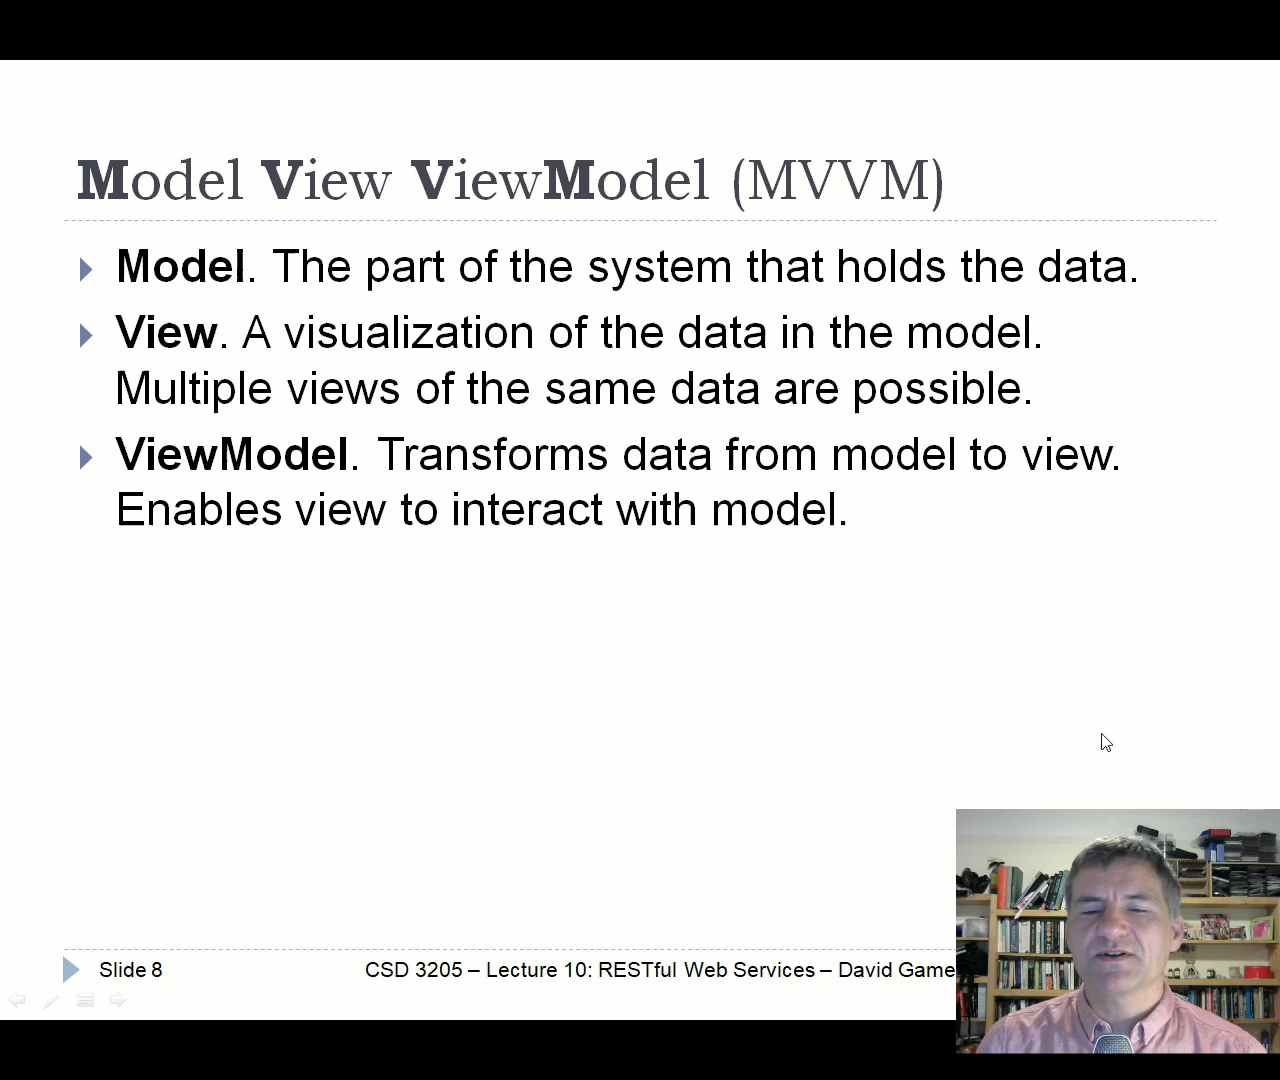 Model View ViewModel (MVVM)
Model. The part of the system that holds the data.
View. A visualization of the data in the model.
Multiple views of the same data are possible.
ViewModel. Transforms data from model to view.
Enables view to interact with model.
Slide 8
CSD 3205 – Lecture 10: RESTful Web Services – David Game